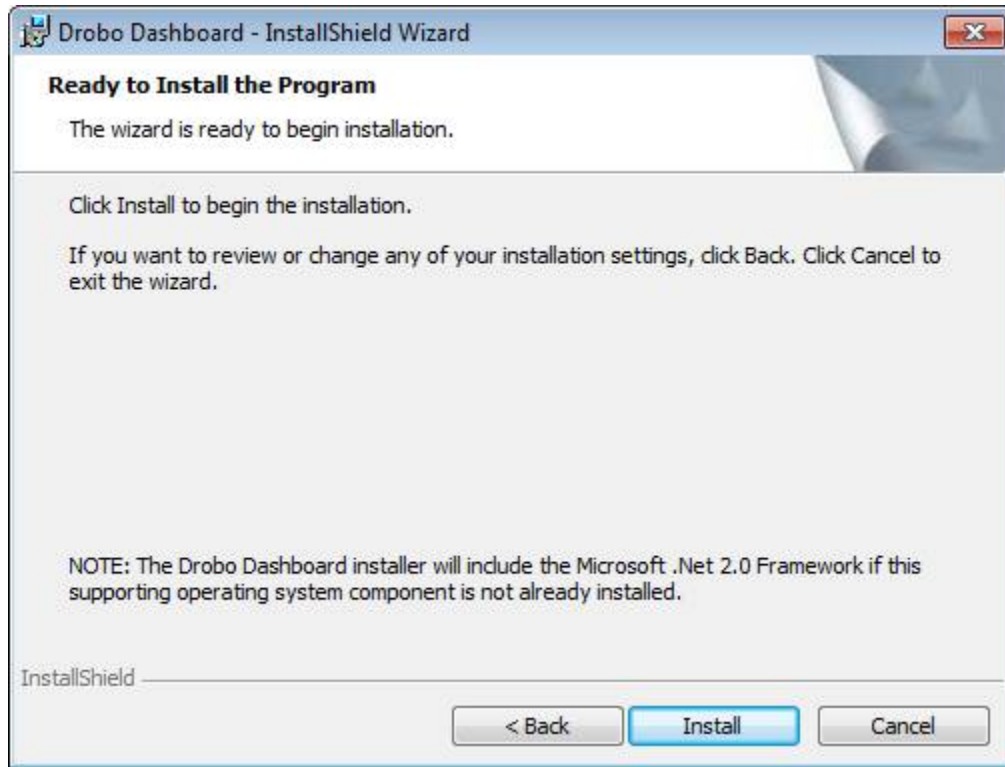 Drobo Dashboard - InstallShield Wizard
Ready to Install the Program
The wizard is ready to begin installation.
Click Install to begin the installation.
If you want to review or change any of your installation settings, click Back. Click Cancel to
exit the wizard.
NOTE: The Drobo Dashboard installer will include the Microsoft .Net 2.0 Framework if this
supporting operating system component is not already installed.
InstallShield
< Back
Install
Cancel